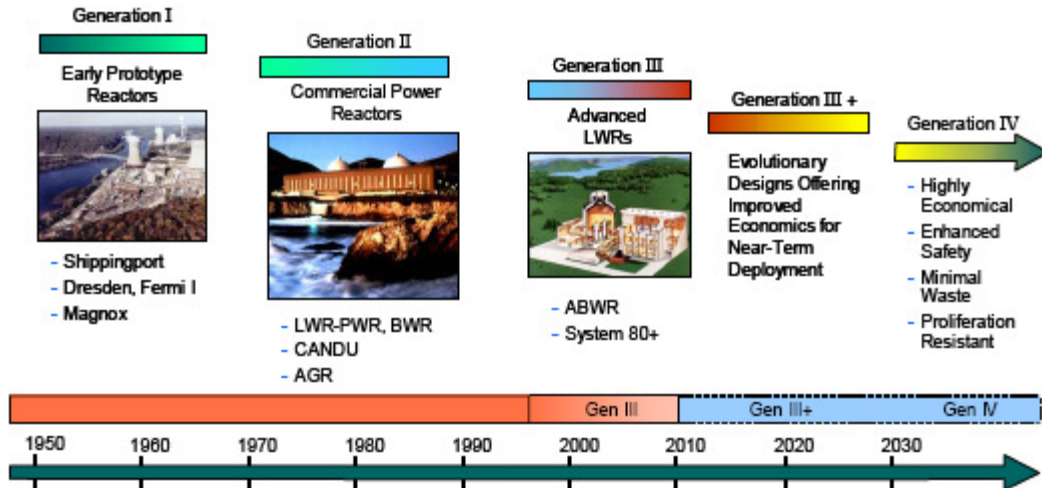 Generation I
Early Prototype
Reactors
- Shippingport
- Dresden, Fermi I
- Magnox
Generation II
Commercial Power
Reactors
- LWR-PWR, BWR
- CANDU
- AGR
Generation III
Advanced
LWRs
- ABWR
- System 80+
Generation III +
Evolutionary
Designs Offering
Improved
Economics for
Near-Term
Deployment
Generation IV
- Highly
Economical
- Enhanced
Safety
- Minimal
Waste
- Proliferation
Resistant
Gen III
Gen III+
Gen IV
1950
1960
1970
1980
1990
2000
2010
2020
2030